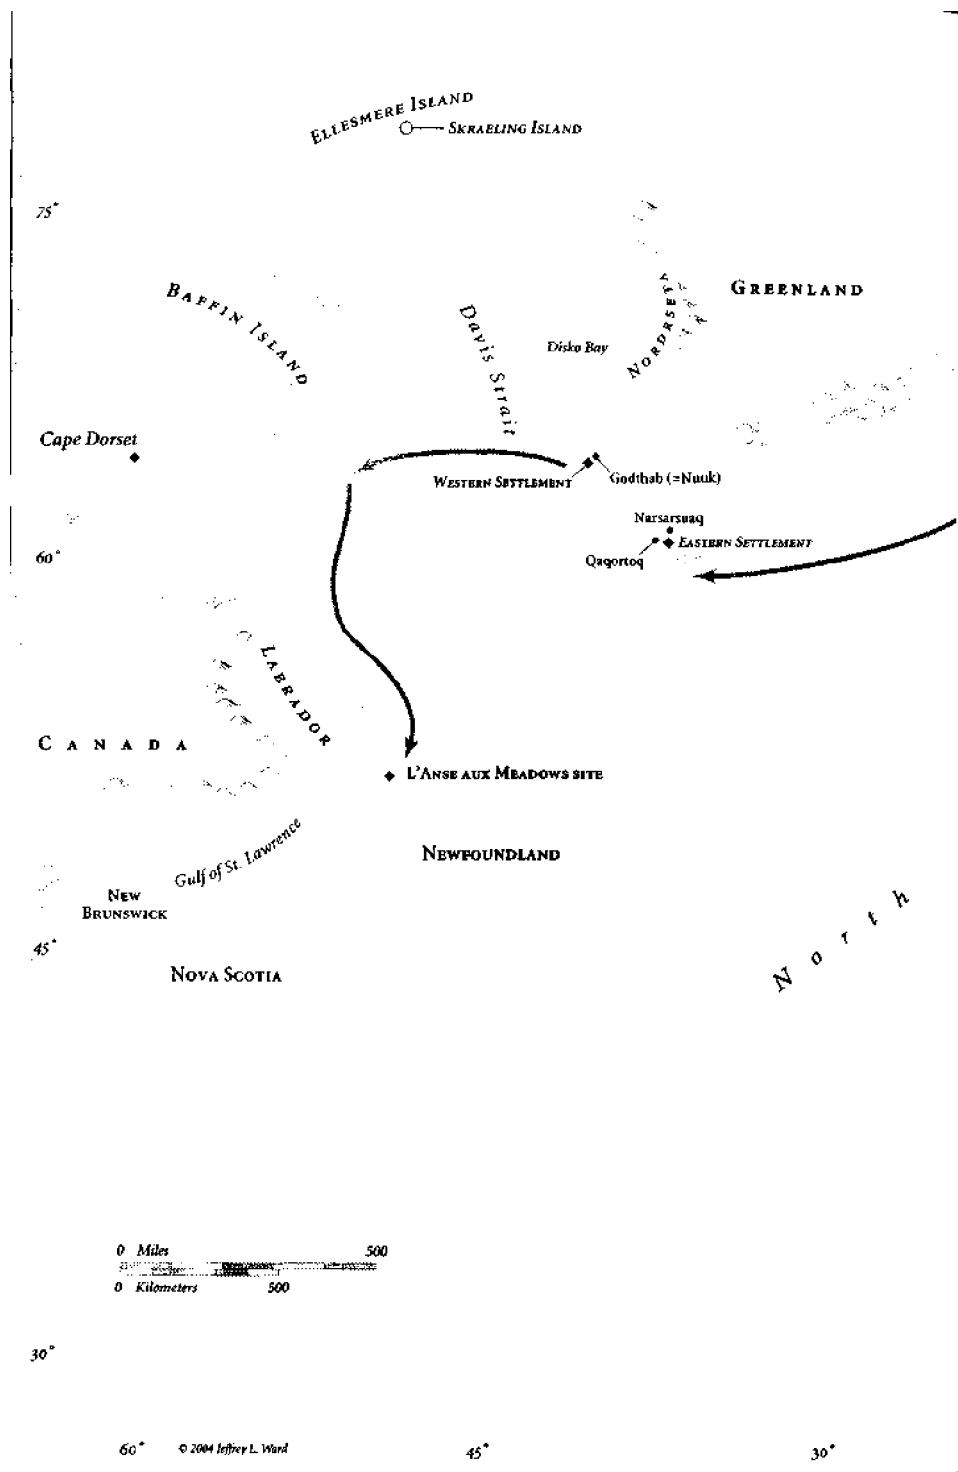 ELLESMERE ISLAND
SKRAELING ISLAND
75°
BAFFIN ISLAND
Davis Strait
Disko Bay
NORDRSETA
GREENLAND
Cape Dorset
WESTERN SETTLEMENT
Godthab (=Nuuk)
Narsarsuaq
EASTERN SETTLEMENT
Qaqortoq
60°
LABRADOR
CANADA
L'ANSE AUX MEADOWS SITE
NEWFOUNDLAND
Gulf of St. Lawrence
NEW
BRUNSWICK
45°
NOVA SCOTIA
North
0 Miles 500
0 Kilometers 500
30°
60° © 2004 Jeffrey L. Ward 45° 30°